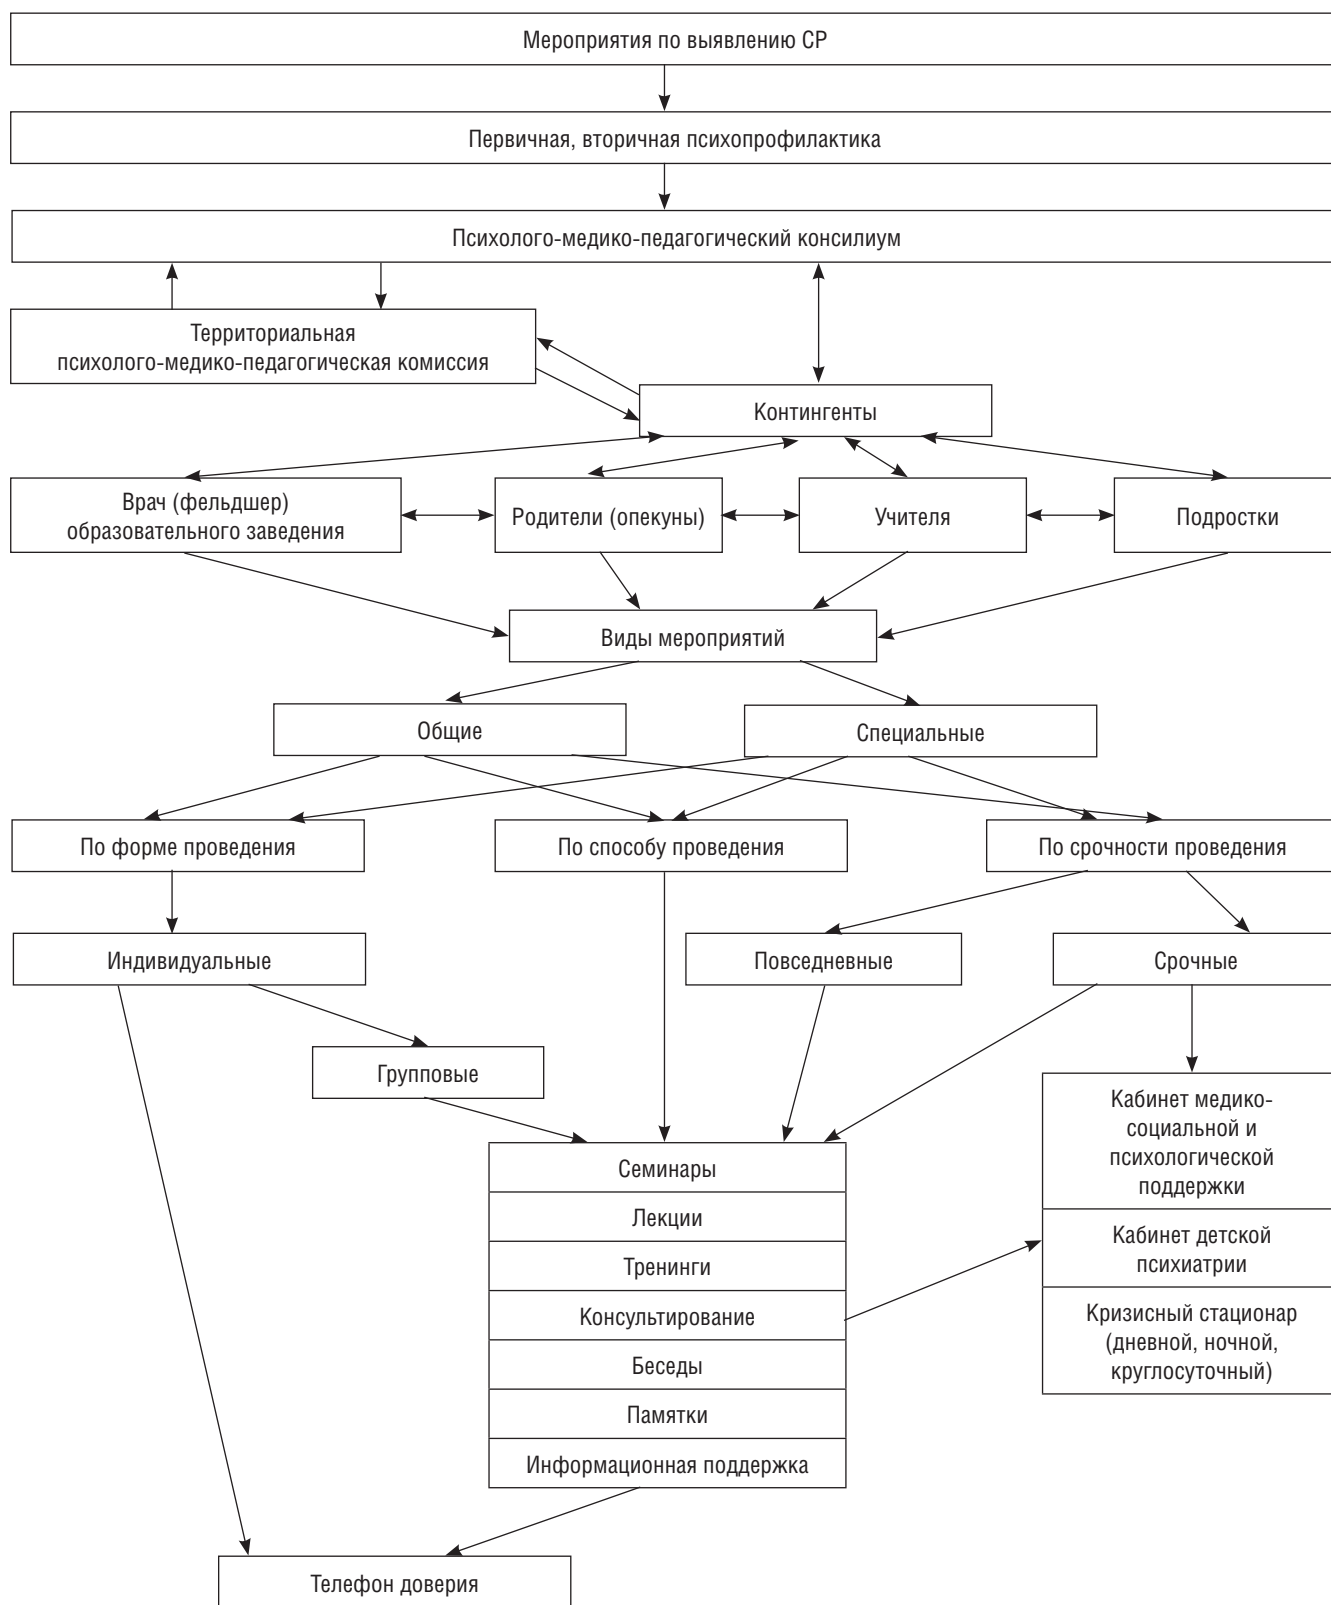 Мероприятия по выявлению СР
Первичная, вторичная психопрофилактика
Психолого-медико-педагогический консилиум
Территориальная
психолого-медико-педагогическая комиссия
Контингенты
Врач (фельдшер)
образовательного заведения
Родители (опекуны)
Учителя
Подростки
Виды мероприятий
Общие
Специальные
По форме проведения
По способу проведения
По срочности проведения
Индивидуальные
Повседневные
Срочные
Групповые
Кабинет медико-
социальной и
психологической
поддержки
Кабинет детской
психиатрии
Кризисный стационар
(дневной, ночной,
круглосуточный)
Семинары
Лекции
Тренинги
Консультирование
Беседы
Памятки
Информационная поддержка
Телефон доверия